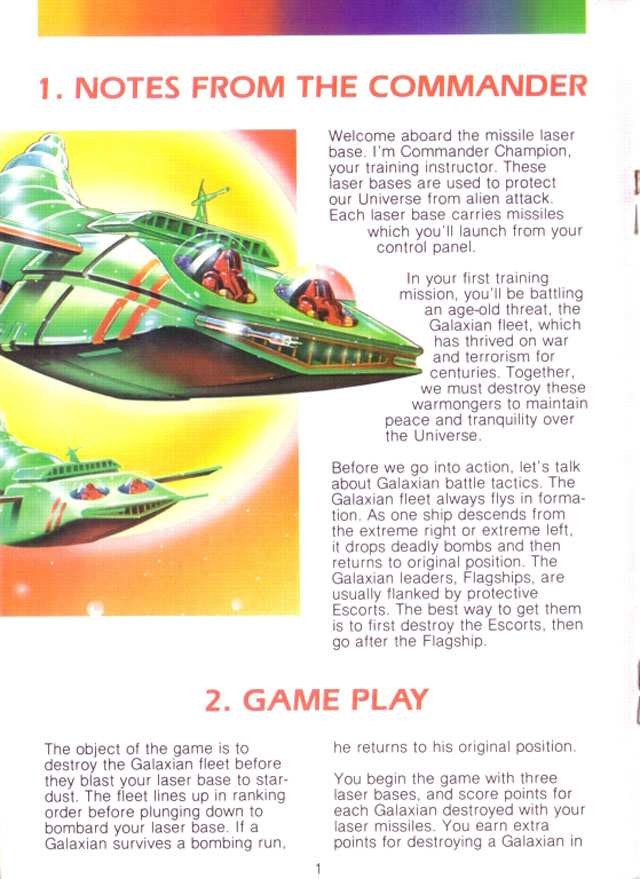 1. NOTES FROM THE COMMANDER
Welcome aboard the missile laser
base. I'm Commander Champion,
your training instructor. These
laser bases are used to protect
our Universe from alien attack.
Each laser base carries missiles
which you'll launch from your
control panel.
In your first training
mission, you'll be battling
an age-old threat, the
Galaxian fleet, which
has thrived on war
and terrorism for
centuries. Together,
we must destroy these
warmongers to maintain
peace and tranquility over
the Universe.
Before we go into action, let's talk
about Galaxian battle tactics. The
Galaxian fleet always flys in forma-
tion. As one ship descends from
the extreme right or extreme left,
it drops deadly bombs and then
returns to original position. The
Galaxian leaders, Flagships, are
usually flanked by protective
Escorts. The best way to get them
is to first destroy the Escorts, then
go after the Flagship.
2. GAME PLAY
The object of the game is to
destroy the Galaxian fleet before
they blast your laser base to star-
dust. The fleet lines up in ranking
order before plunging down to
bombard your laser base. If a
Galaxian survives a bombing run,
he returns to his original position.
You begin the game with three
laser bases, and score points for
each Galaxian destroyed with your
laser missiles. You earn extra
points for destroying a Galaxian in
1